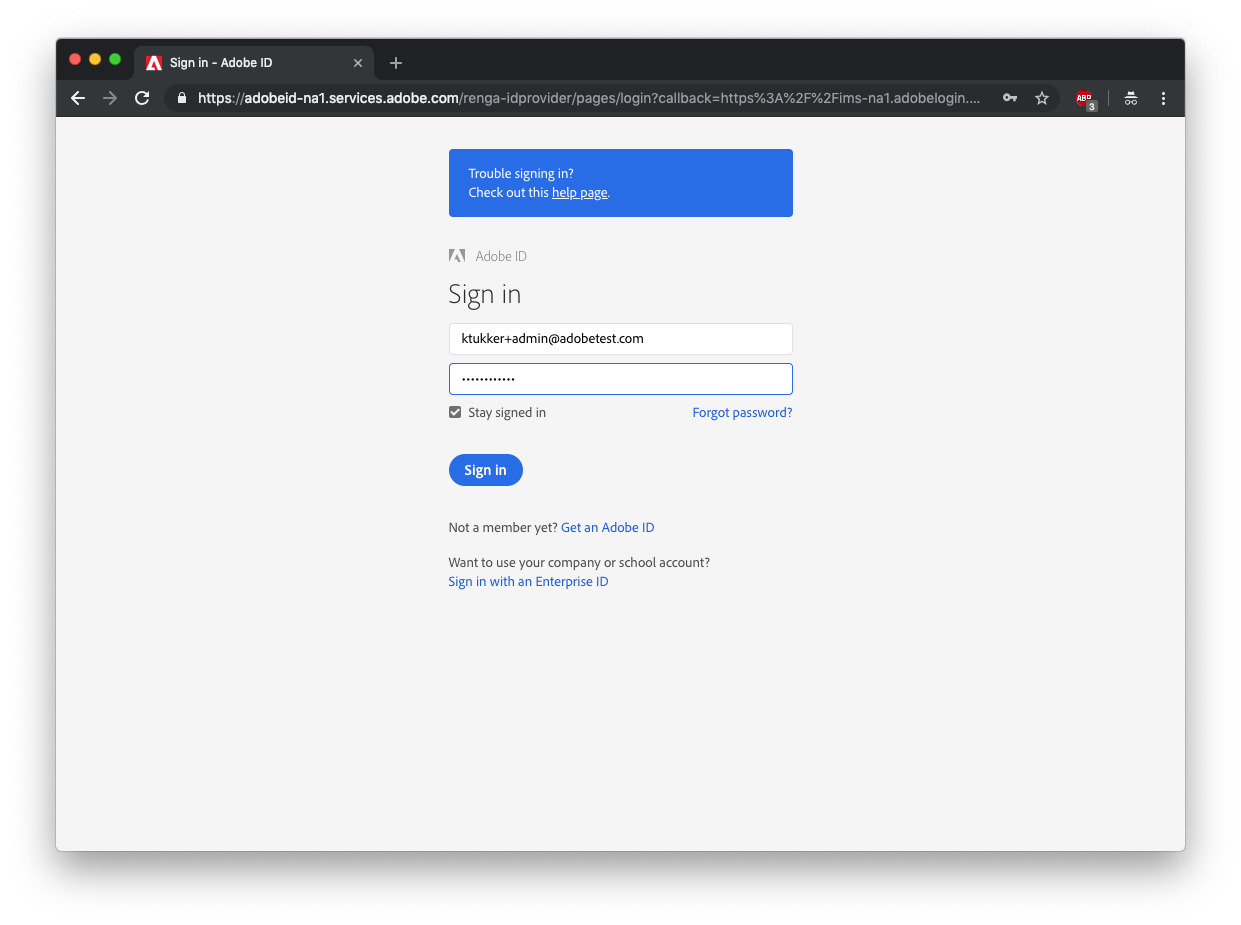 Sign in - Adobe ID
https://adobeid-na1.services.adobe.com/renga-idprovider/pages/login?callback=https%3A%2F%2Fims-na1.adobelogin....
ABP
3
Trouble signing in?
Check out this help page.
Adobe ID
Sign in
ktukker+admin@adobetest.com
••••••••••••
Stay signed in
Forgot password?
Sign in
Not a member yet? Get an Adobe ID
Want to use your company or school account?
Sign in with an Enterprise ID